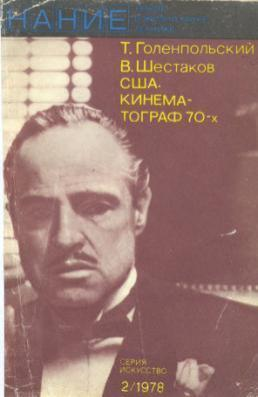 НАНИЕ
Т. Голенпольский
В. Шестаков
США.
КИНЕМА-
ТОГРАФ 70-х
СЕРИЯ
ИСКУССТВО
2/1978